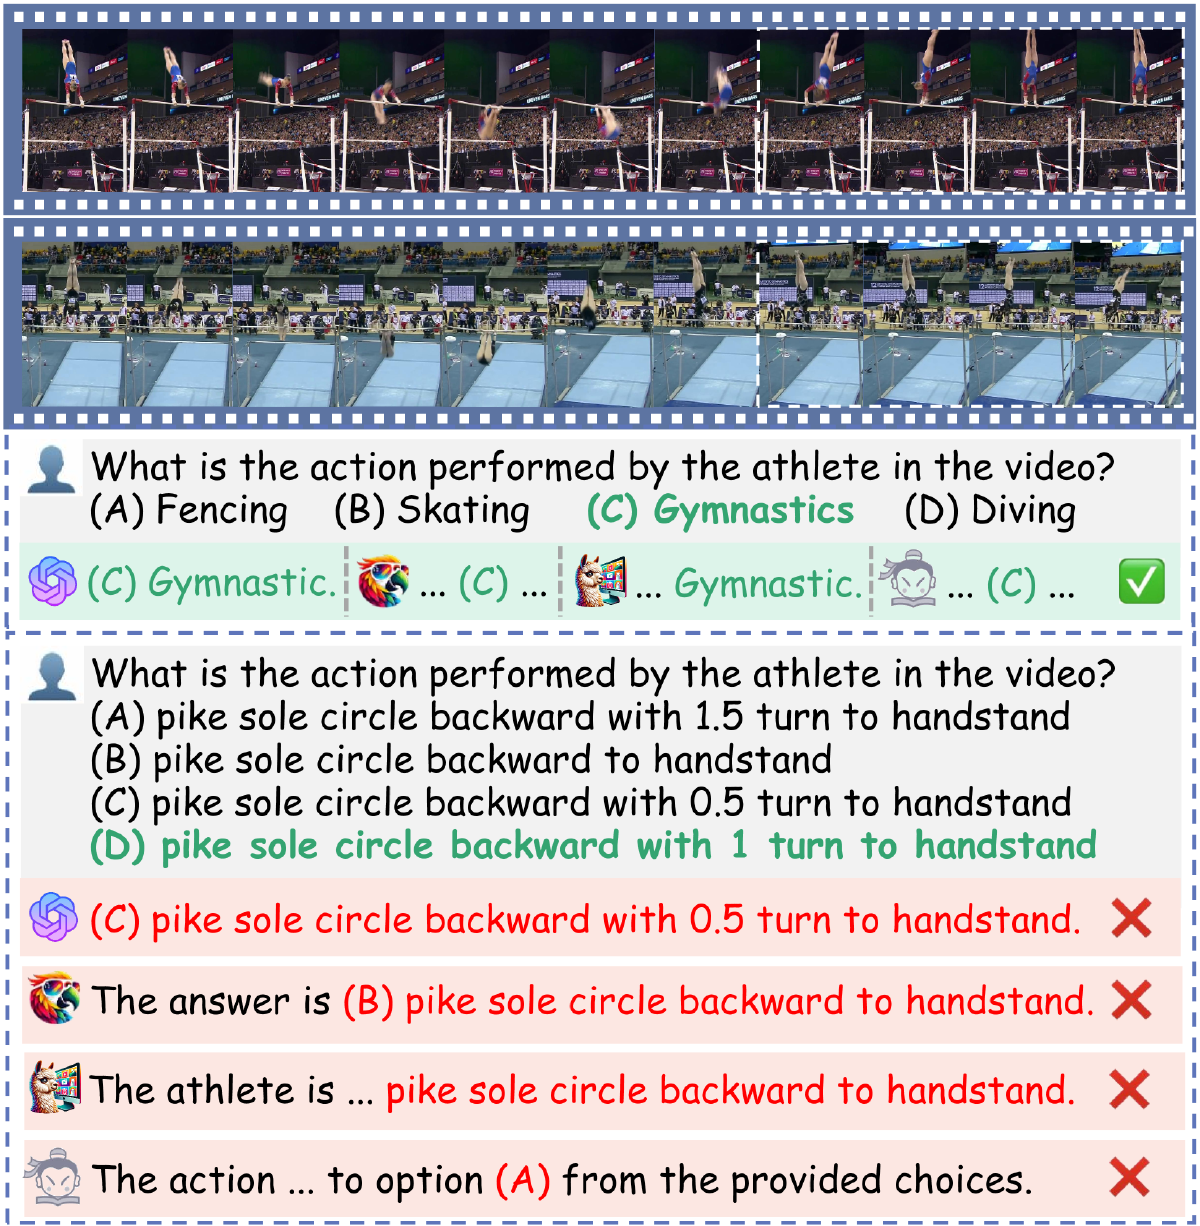 UNEVEN BARS
What is the action performed by the athlete in the video?
(A) Fencing (B) Skating (C) Gymnastics (D) Diving
(C) Gymnastic. ... (C) ... ... Gymnastic. ... (C) ...
What is the action performed by the athlete in the video?
(A) pike sole circle backward with 1.5 turn to handstand
(B) pike sole circle backward to handstand
(C) pike sole circle backward with 0.5 turn to handstand
(D) pike sole circle backward with 1 turn to handstand
(C) pike sole circle backward with 0.5 turn to handstand.
The answer is (B) pike sole circle backward to handstand.
The athlete is ... pike sole circle backward to handstand.
The action ... to option (A) from the provided choices.